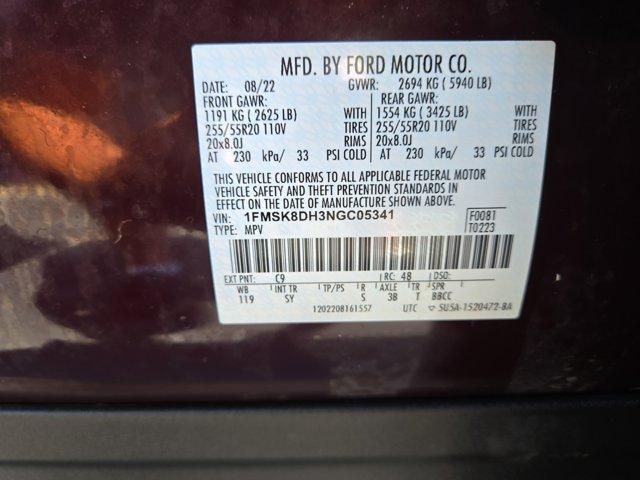 MFD. BY FORD MOTOR CO.
DATE: 08/22 GVWR: 2694 KG ( 5940 LB)
FRONT GAWR: REAR GAWR:
1191 KG ( 2625 LB) WITH 1554 KG ( 3425 LB) WITH
255/55R20 110V TIRES 255/55R20 110V TIRES
20x8.0J RIMS 20x8.0J RIMS
AT 230 kPa/ 33 PSI COLD AT 230 kPa/ 33 PSI COLD
THIS VEHICLE CONFORMS TO ALL APPLICABLE FEDERAL MOTOR
VEHICLE SAFETY AND THEFT PREVENTION STANDARDS IN
EFFECT ON THE DATE OF MANUFACTURE SHOWN ABOVE.
VIN: 1FMSK8DH3NGC05341 F0081
TYPE: MPV T0223
EXT PNT: C9 RC: 48 DSO:
WB INT TR TP/PS R AXLE TR SPR
119 SY S 3B T BBCC
1202208161557 UTC 5U5A-1520472-BA